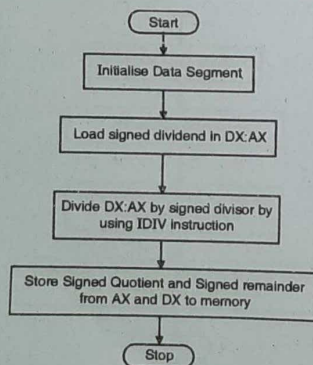 Start
Initialise Data Segment
Load signed dividend in DX:AX
Divide DX:AX by signed divisor by
using IDIV instruction
Store Signed Quotient and Signed remainder
from AX and DX to memory
Stop